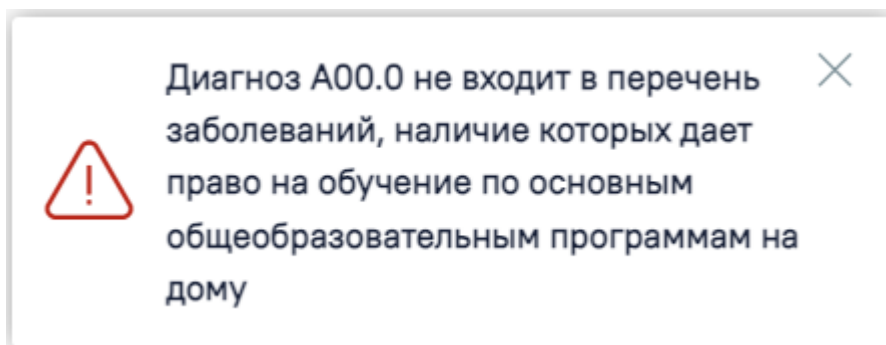 Диагноз A00.0 не входит в перечень
заболеваний, наличие которых дает
право на обучение по основным
общеобразовательным программам на
дому